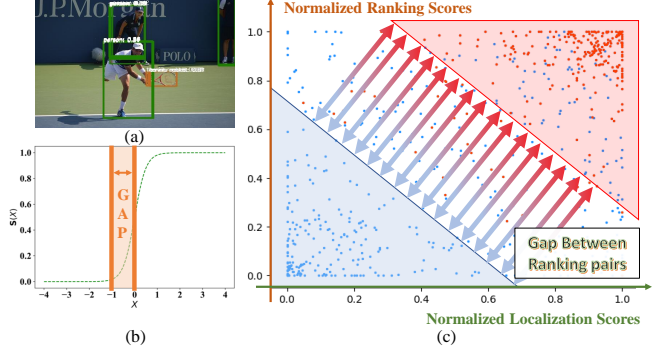 J.P.Morgan
POLO
(a)
1.0
0.8
0.6
0.4
0.2
0.0
S(X)
G
A
P
−4 −3 −2 −1 0 1 2 3 4
X
(b)
Normalized Ranking Scores
1.0
0.8
0.6
0.4
0.2
0.0
Gap Between
Ranking pairs
0.0 0.2 0.4 0.6 0.8 1.0
Normalized Localization Scores
(c)